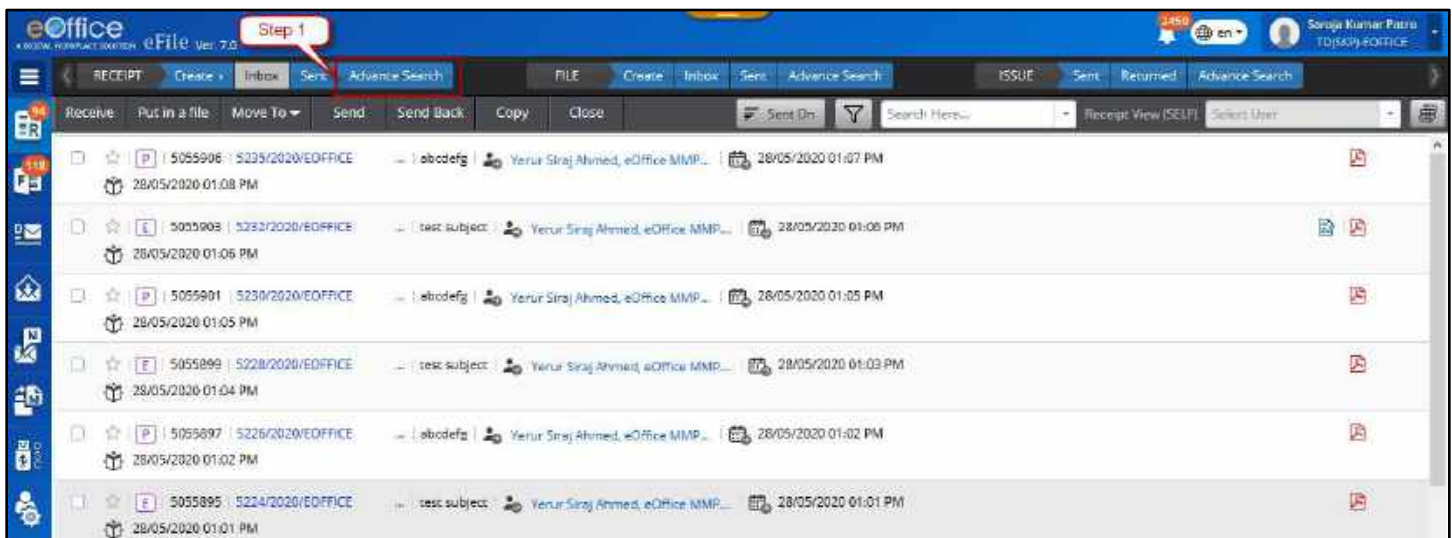 eOffice
A DIGITAL WORKPLACE SOLUTION eFile Ver 7.0
Step 1
2450
en
Saroja Kumar Patro
TD(SKP)-EOFFICE
RECEIPT Create Inbox Sent Advance Search FILE Create Inbox Sent Advance Search ISSUE Sent Returned Advance Search
Receive Put in a file Move To Send Send Back Copy Close Sent On Search Here... Receipt View (SELF) Select User
P 5055906 5235/2020/EOFFICE ... abcdefg Yerur Siraj Ahmed, eOffice MMP... 28/05/2020 01:07 PM
28/05/2020 01:08 PM
E 5055903 5232/2020/EOFFICE ... test subject Yerur Siraj Ahmed, eOffice MMP... 28/05/2020 01:06 PM
28/05/2020 01:06 PM
P 5055901 5230/2020/EOFFICE ... abcdefg Yerur Siraj Ahmed, eOffice MMP... 28/05/2020 01:05 PM
28/05/2020 01:05 PM
E 5055899 5228/2020/EOFFICE ... test subject Yerur Siraj Ahmed, eOffice MMP... 28/05/2020 01:03 PM
28/05/2020 01:04 PM
P 5055897 5226/2020/EOFFICE ... abcdefg Yerur Siraj Ahmed, eOffice MMP... 28/05/2020 01:02 PM
28/05/2020 01:02 PM
E 5055895 5224/2020/EOFFICE ... test subject Yerur Siraj Ahmed, eOffice MMP... 28/05/2020 01:01 PM
28/05/2020 01:01 PM